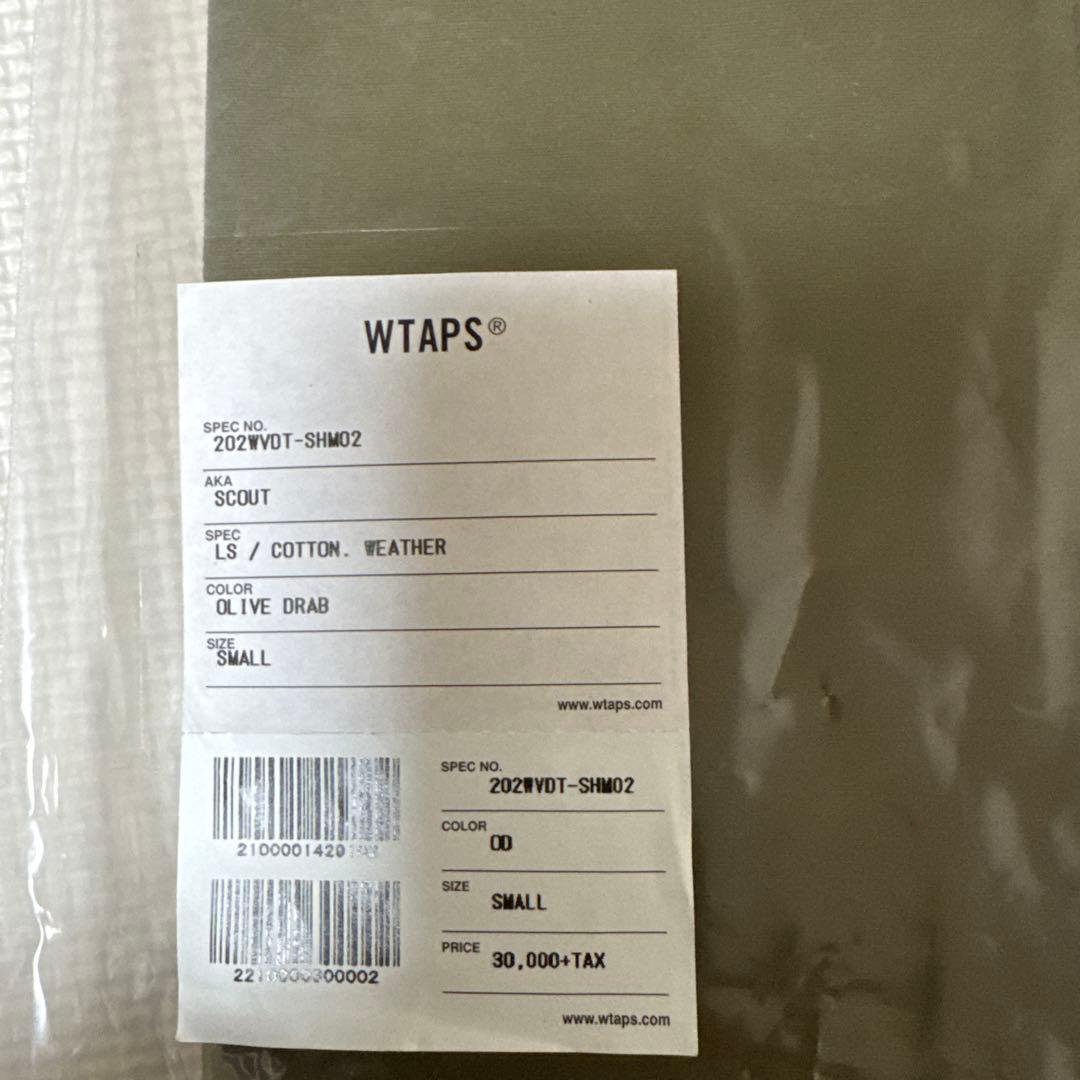 WTAPS®
SPEC NO.
202WVDT-SHM02
AKA
SCOUT
SPEC
LS / COTTON. WEATHER
COLOR
OLIVE DRAB
SIZE
SMALL
www.wtaps.com
SPEC NO.
202WVDT-SHM02
COLOR
OD
SIZE
SMALL
PRICE
30,000+TAX
www.wtaps.com